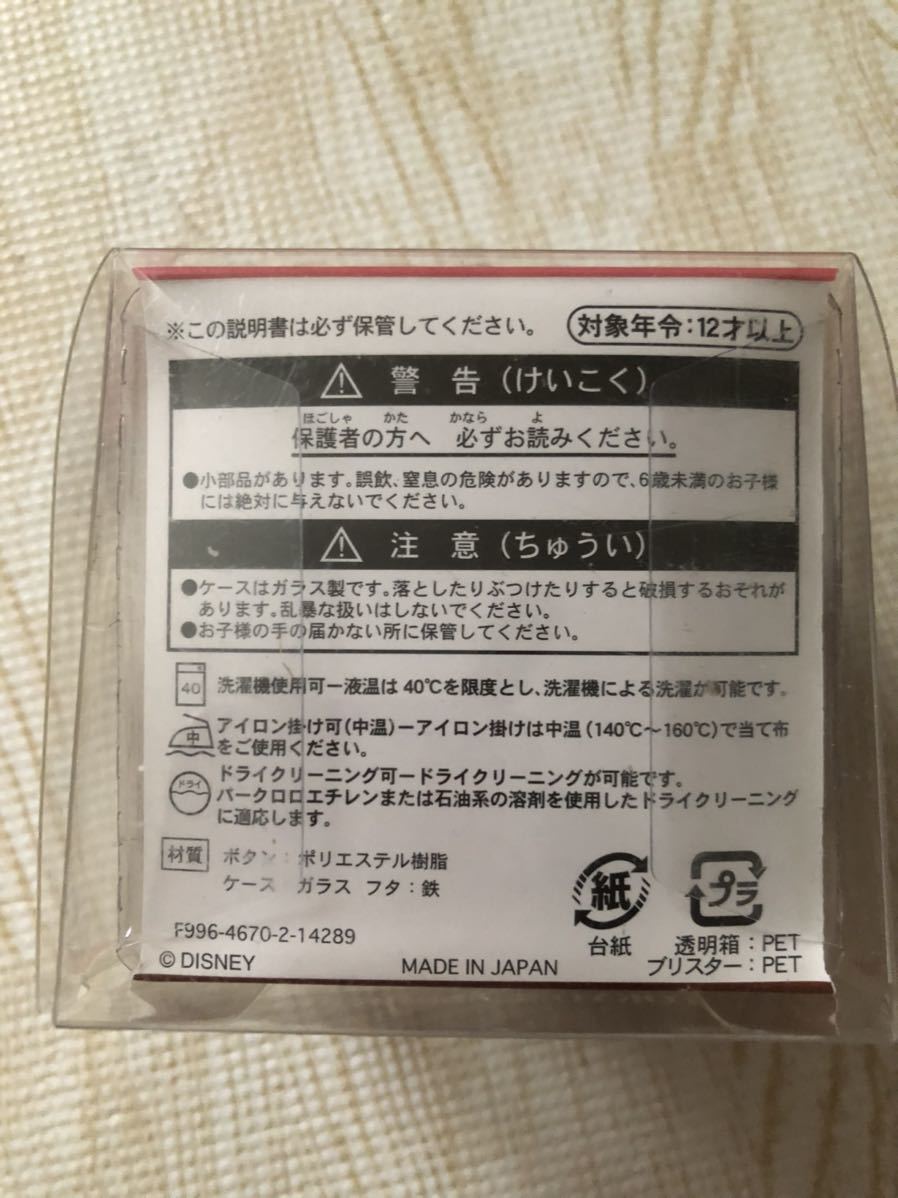 ※この説明書は必ず保管してください。 対象年令:12才以上
⚠ 警 告(けいこく)
ほごしゃ かた かなら よ
保護者の方へ 必ずお読みください。
●小部品があります。誤飲、窒息の危険がありますので、6歳未満のお子様
には絶対に与えないでください。
⚠ 注 意(ちゅうい)
●ケースはガラス製です。落としたりぶつけたりすると破損するおそれが
あります。乱暴な扱いはしないでください。
●お子様の手の届かない所に保管してください。
40 洗濯機使用可ー液温は40℃を限度とし、洗濯機による洗濯が可能です。
中 アイロン掛け可(中温)ーアイロン掛けは中温(140℃~160℃)で当て布
をご使用ください。
ドライ ドライクリーニング可ードライクリーニングが可能です。
パークロロエチレンまたは石油系の溶剤を使用したドライクリーニング
に適応します。
材質 ボタン:ポリエステル樹脂
ケース ガラス フタ:鉄
紙 プラ
台紙 透明箱:PET
ブリスター:PET
F996-4670-2-14289
© DISNEY MADE IN JAPAN